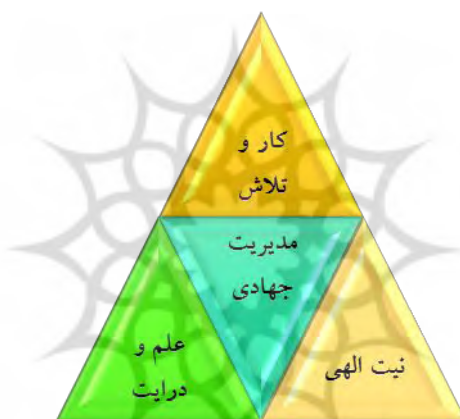 کار و
تلاش
مدیریت
جهادی
نیت الهی
علم و
درایت